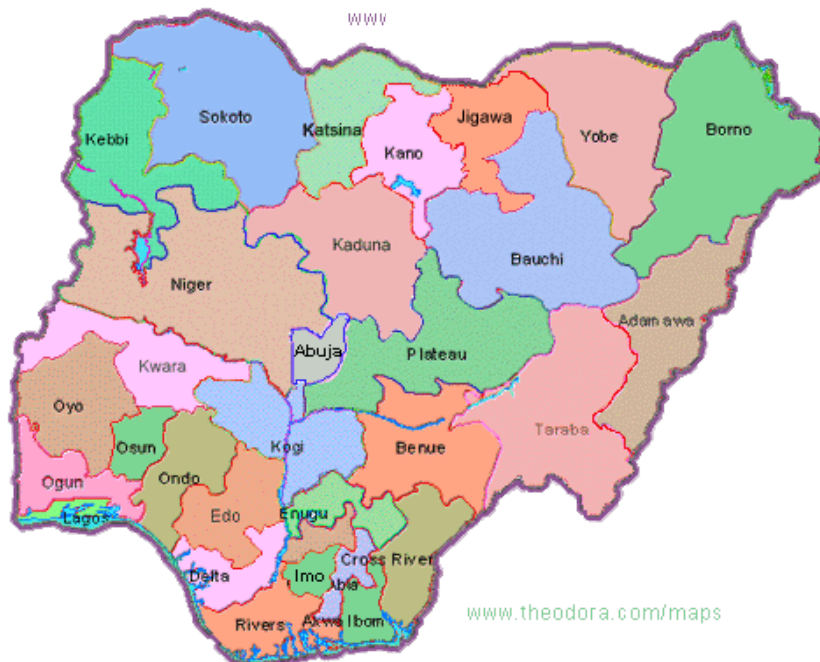 www
Sokoto
Katsina
Jigawa
Kano
Yobe
Borno
Kebbi
Kaduna
Bauchi
Niger
Adamawa
Abuja
Plateau
Kwara
Oyo
Taraba
Osun
Kogi
Benue
Ondo
Ogun
Edo
Enugu
Lagos
Cross River
Delta
Imo
Abia
Rivers
Axwa Ibom
www.theodora.com/maps